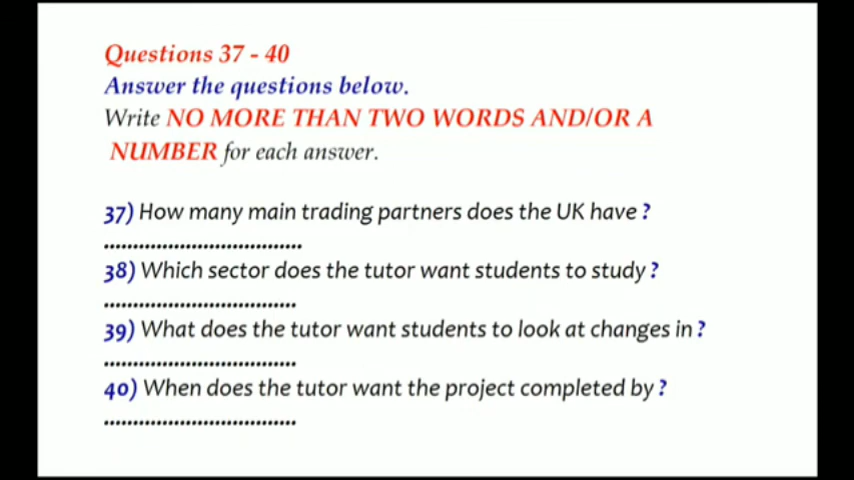 Questions 37 - 40
Answer the questions below.
Write NO MORE THAN TWO WORDS AND/OR A
NUMBER for each answer.
37) How many main trading partners does the UK have ?
..................................
38) Which sector does the tutor want students to study ?
.................................
39) What does the tutor want students to look at changes in ?
.................................
40) When does the tutor want the project completed by ?
.................................